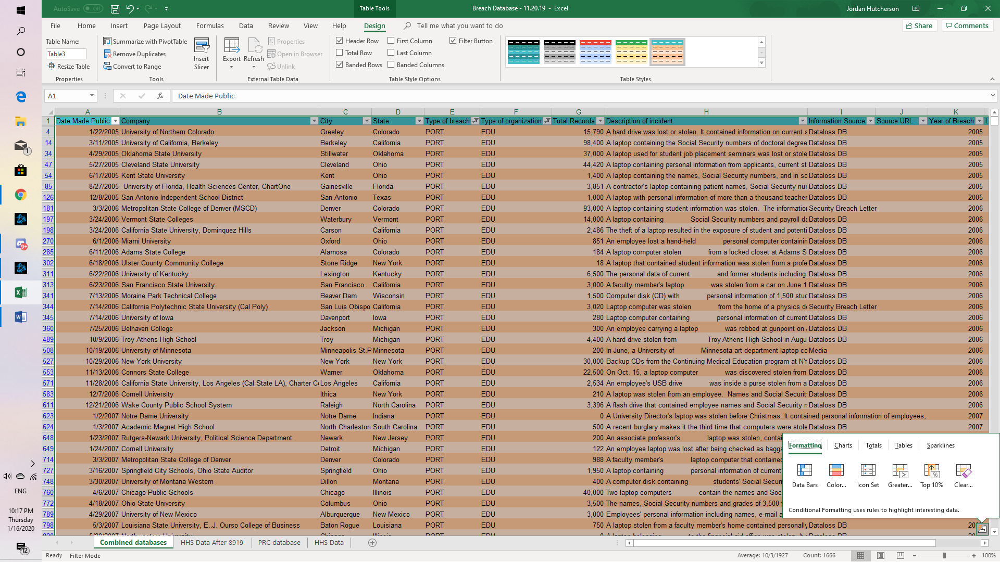 AutoSave Off
Table Tools
Breach Database - 11.20.19 - Excel
Jordan Hutcherson
File Home Insert Page Layout Formulas Data Review View Help Design Tell me what you want to do
Share Comments
Table Name:
Table3
Resize Table
Properties
Summarize with PivotTable
Remove Duplicates
Convert to Range
Insert Slicer
Tools
Export Refresh
Properties
Open in Browser
Unlink
External Table Data
Header Row First Column Filter Button
Total Row Last Column
Banded Rows Banded Columns
Table Style Options
Table Styles
A1 fx Date Made Public
A B C D E F G H I J K
1 Date Made Public Company City State Type of breach Type of organization Total Records Description of incident Information Source Source URL Year of Breach L
4 1/22/2005 University of Northern Colorado Greeley Colorado PORT EDU 15,790 A hard drive was lost or stolen. It contained information on current a Dataloss DB 2005
14 3/11/2005 University of California, Berkeley Berkeley California PORT EDU 98,400 A laptop containing the Social Security numbers of doctoral degree Dataloss DB 2005
34 4/29/2005 Oklahoma State University Stillwater Oklahoma PORT EDU 37,000 A laptop used for student job placement seminars was lost or stole Dataloss DB 2005
47 5/27/2005 Cleveland State University Cleveland Ohio PORT EDU 44,420 A laptop containing personal information from applicants, current st Dataloss DB 2005
54 6/17/2005 Kent State University Kent Ohio PORT EDU 1,400 A laptop containing the names, Social Security numbers, and in so Dataloss DB 2005
85 8/27/2005 University of Florida, Health Sciences Center, ChartOne Gainesville Florida PORT EDU 3,851 A contractor's laptop containing patient names, Social Security nur Dataloss DB 2005
126 12/8/2005 San Antonio Independent School District San Antonio Texas PORT EDU 1,000 A laptop with personal information of more than a thousand teacher Dataloss DB 2005
181 3/3/2006 Metropolitan State College of Denver (MSCD) Denver Colorado PORT EDU 93,000 A laptop containing student information was stolen. The information Security Breach Letter 2006
197 3/24/2006 Vermont State Colleges Waterbury Vermont PORT EDU 14,000 A laptop containing Social Security numbers and payroll da Dataloss DB 2006
198 3/24/2006 California State University, Dominquez Hills Carson California PORT EDU 2,486 The theft of a laptop resulted in the exposure of student and potenti Dataloss DB 2006
270 6/1/2006 Miami University Oxford Ohio PORT EDU 851 An employee lost a hand-held personal computer containin Dataloss DB 2006
285 6/11/2006 Adams State College Alamosa Colorado PORT EDU 184 A laptop computer stolen from a locked closet at Adams S Dataloss DB 2006
302 6/18/2006 Ulster County Community College Stone Ridge New York PORT EDU 18 A laptop that contained student information was stolen from a profe Dataloss DB 2006
311 6/22/2006 University of Kentucky Lexington Kentucky PORT EDU 6,500 The personal data of current and former students including Dataloss DB 2006
313 6/23/2006 San Francisco State University San Francisco California PORT EDU 3,000 A faculty member's laptop was stolen from a car on June 1 Dataloss DB 2006
341 7/13/2006 Moraine Park Technical College Beaver Dam Wisconsin PORT EDU 1,500 Computer disk (CD) with personal information of 1,500 stuc Dataloss DB 2006
344 7/14/2006 California Polytechnic State University (Cal Poly) San Luis Obispo California PORT EDU 3,020 Laptop computer was stolen from the home of a physics de Security Breach Letter 2006
345 7/14/2006 University of Iowa Davenport Iowa PORT EDU 280 Laptop computer containing personal information of current Dataloss DB 2006
360 7/25/2006 Belhaven College Jackson Michigan PORT EDU 300 An employee carrying a laptop was robbed at gunpoint on Dataloss DB 2006
489 10/9/2006 Troy Athens High School Troy Michigan PORT EDU 4,400 A hard drive stolen from Troy Athens High School in Augu Dataloss DB 2006
508 10/19/2006 University of Minnesota Minneapolis-St.P Minnesota PORT EDU 200 In June, a University of Minnesota art department laptop co Media 2006
527 10/29/2006 New York University New York New York PORT EDU 30,000 Backup CDs from the Continuing Medical Education program at NY Dataloss DB 2006
553 11/13/2006 Connors State College Warner Oklahoma PORT EDU 22,500 On Oct. 15, a laptop computer was discovered stolen from Dataloss DB 2006
571 11/28/2006 California State University, Los Angeles (Cal State LA), Charter C Los Angeles California PORT EDU 2,534 An employee's USB drive was inside a purse stolen from a Dataloss DB 2006
583 12/7/2006 Cornell University Ithica New York PORT EDU 210 A laptop was stolen from an employee. Names and Social Security Dataloss DB 2006
611 12/21/2006 Wake County Public School System Raleigh North Carolina PORT EDU 3,396 A flash drive that contained employee names and Social Security n Dataloss DB 2006
623 1/2/2007 Notre Dame University Notre Dame Indiana PORT EDU 0 A University Director's laptop was stolen before Christmas. It contained personal information of employees, 2007
624 1/3/2007 Academic Magnet High School North Charleston South Carolina PORT EDU 500 A recent burglary makes it the third time that computers were stole Dataloss DB 2007
648 1/23/2007 Rutgers-Newark University, Political Science Department Newark New Jersey PORT EDU 200 An associate professor's laptop was stolen, contai
649 1/24/2007 Cornell University Detroit Michigan PORT EDU 122 An employee laptop was lost after being checked as bagga
714 3/3/2007 Metropolitan State College of Denver Denver Colorado PORT EDU 988 A faculty member's laptop computer that contained
727 3/16/2007 Springfield City Schools, Ohio State Auditor Springfield Ohio PORT EDU 1,950 A laptop containing personal information of current
748 3/30/2007 University of Montana Western Dillon Montana PORT EDU 400 A computer disk containing students' Social Securi
760 4/6/2007 Chicago Public Schools Chicago Illinois PORT EDU 40,000 Two laptop computers contain the names and Soc
772 4/18/2007 Ohio State University Columbus Ohio PORT EDU 3,500 The names, Social Security numbers and grades of 3,500 f
789 4/29/2007 University of New Mexico Alburquerque New Mexico PORT EDU 3,000 Employees' personal information including names, e-mail a
798 5/3/2007 Louisiana State University, E..J. Ourso College of Business Baton Rogue Louisiana PORT EDU 750 A laptop stolen from a faculty member's home contained personally Dataloss DB 20
Formatting Charts Totals Tables Sparklines
Data Bars Color... Icon Set Greater... Top 10% Clear...
Conditional Formatting uses rules to highlight interesting data.
Combined databases HHS Data After 8919 PRC database HHS Data
Ready Filter Mode
Average: 10/3/1927 Count: 1666 100%
1
9+
ENG
10:17 PM
Thursday
1/16/2020
12